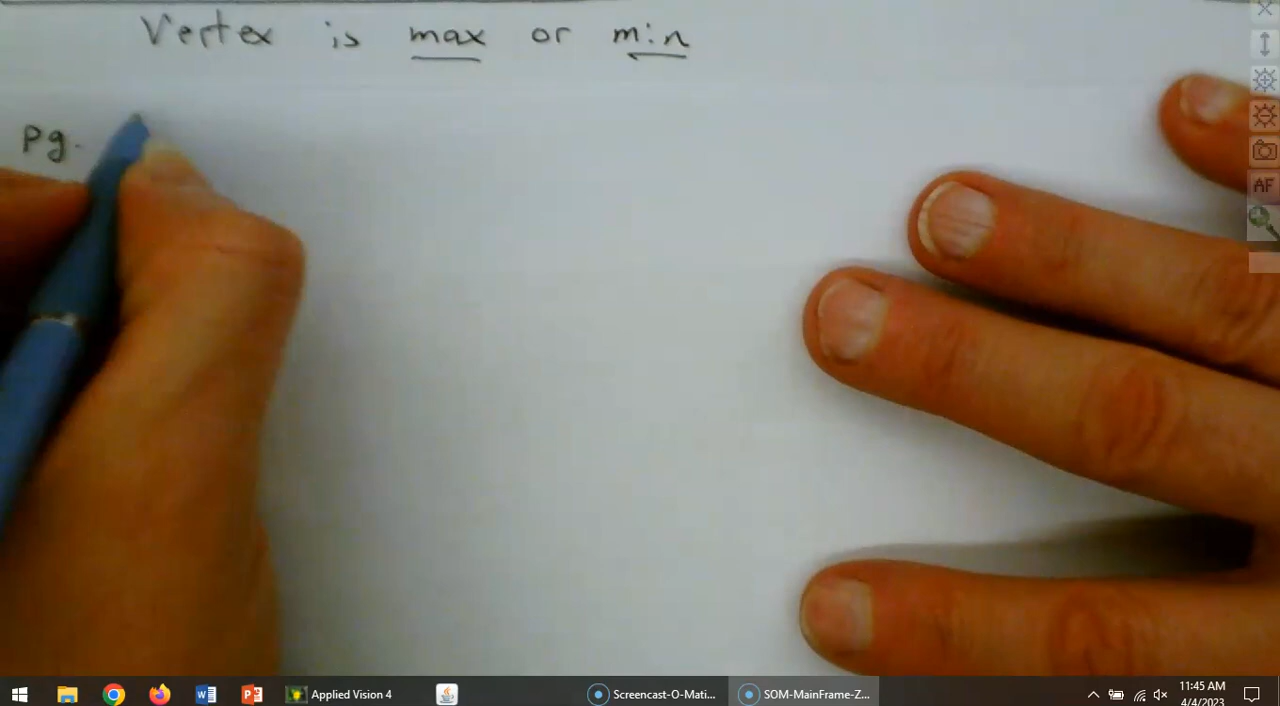 Vertex is max or min
Pg.
AF
Applied Vision 4
Screencast-O-Mati...
SOM-MainFrame-Z...
11:45 AM
4/4/2023